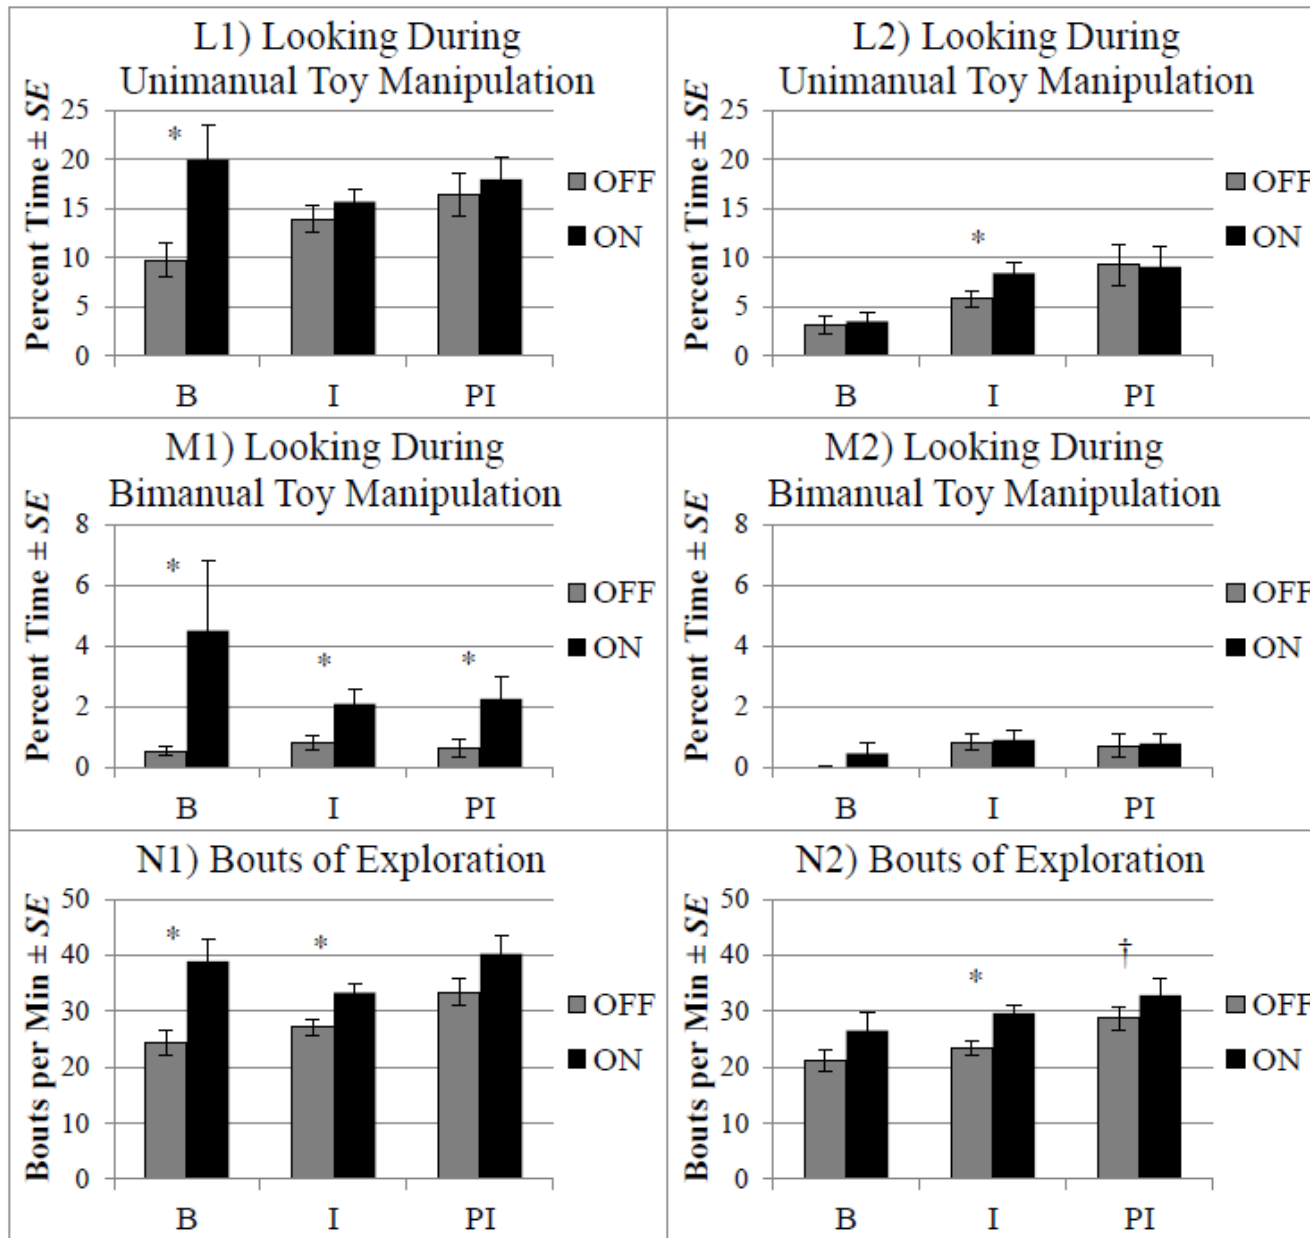 L1) Looking During
Unimanual Toy Manipulation
Percent Time ± SE
25
20
15
10
5
0
*
B I PI
OFF
ON
L2) Looking During
Unimanual Toy Manipulation
Percent Time ± SE
25
20
15
10
5
0
*
B I PI
OFF
ON
M1) Looking During
Bimanual Toy Manipulation
Percent Time ± SE
8
6
4
2
0
* * *
B I PI
OFF
ON
M2) Looking During
Bimanual Toy Manipulation
Percent Time ± SE
8
6
4
2
0
B I PI
OFF
ON
N1) Bouts of Exploration
Bouts per Min ± SE
50
40
30
20
10
0
* *
B I PI
OFF
ON
N2) Bouts of Exploration
Bouts per Min ± SE
50
40
30
20
10
0
* †
B I PI
OFF
ON